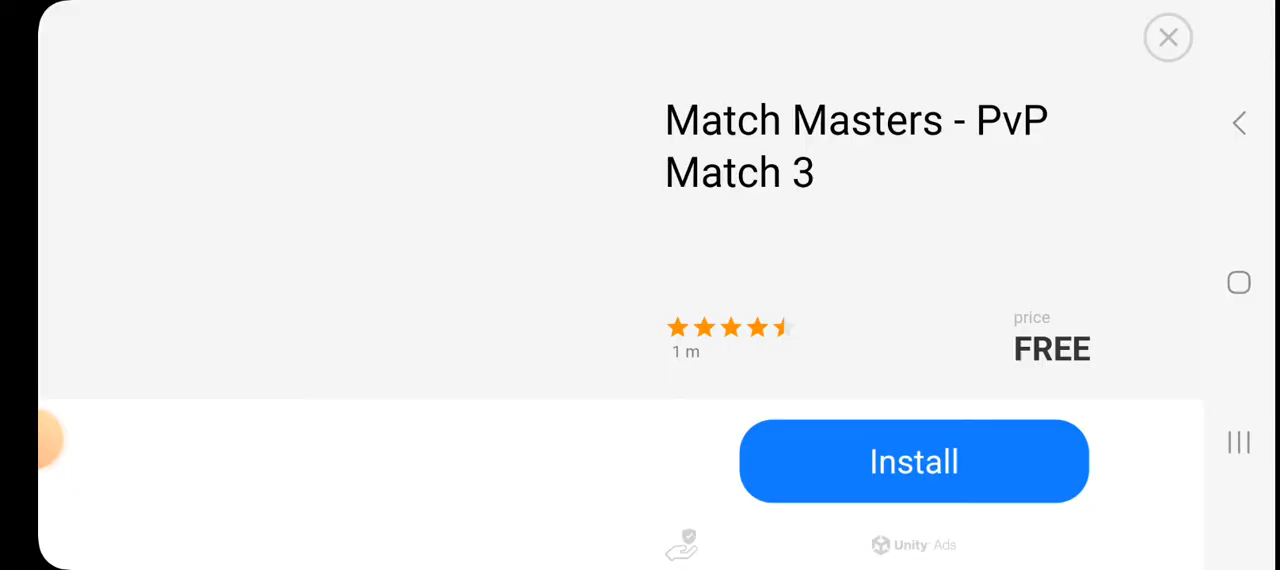 Match Masters - PvP
Match 3
1 m
price
FREE
Install
Unity Ads